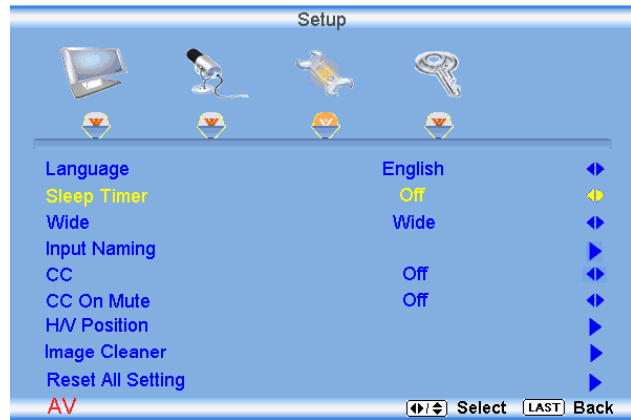 Setup
Language English
Sleep Timer Off
Wide Wide
Input Naming
CC Off
CC On Mute Off
H/V Position
Image Cleaner
Reset All Setting
AV Select LAST Back